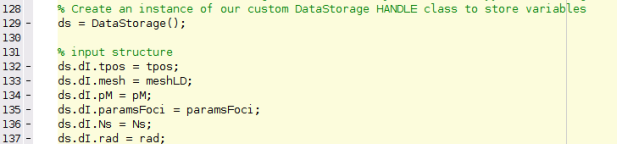 128 % Create an instance of our custom DataStorage HANDLE class to store variables
129 - ds = DataStorage();
130
131 % input structure
132 - ds.dI.tpos = tpos;
133 - ds.dI.mesh = meshLD;
134 - ds.dI.pM = pM;
135 - ds.dI.paramsFoci = paramsFoci;
136 - ds.dI.Ns = Ns;
137 - ds.dI.rad = rad;